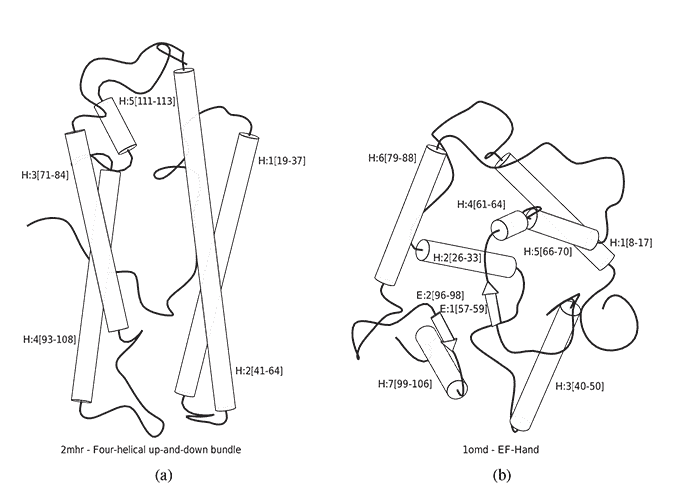 H:5[111-113]
H:3[71-84]
H:1[19-37]
H:4[93-108]
H:2[41-64]
2mhr - Four-helical up-and-down bundle
(a)
H:6[79-88]
H:4[61-64]
H:1[8-17]
H:5[66-70]
H:2[26-33]
E:2[96-98]
E:1[57-59]
H:7[99-106]
H:3[40-50]
1omd - EF-Hand
(b)